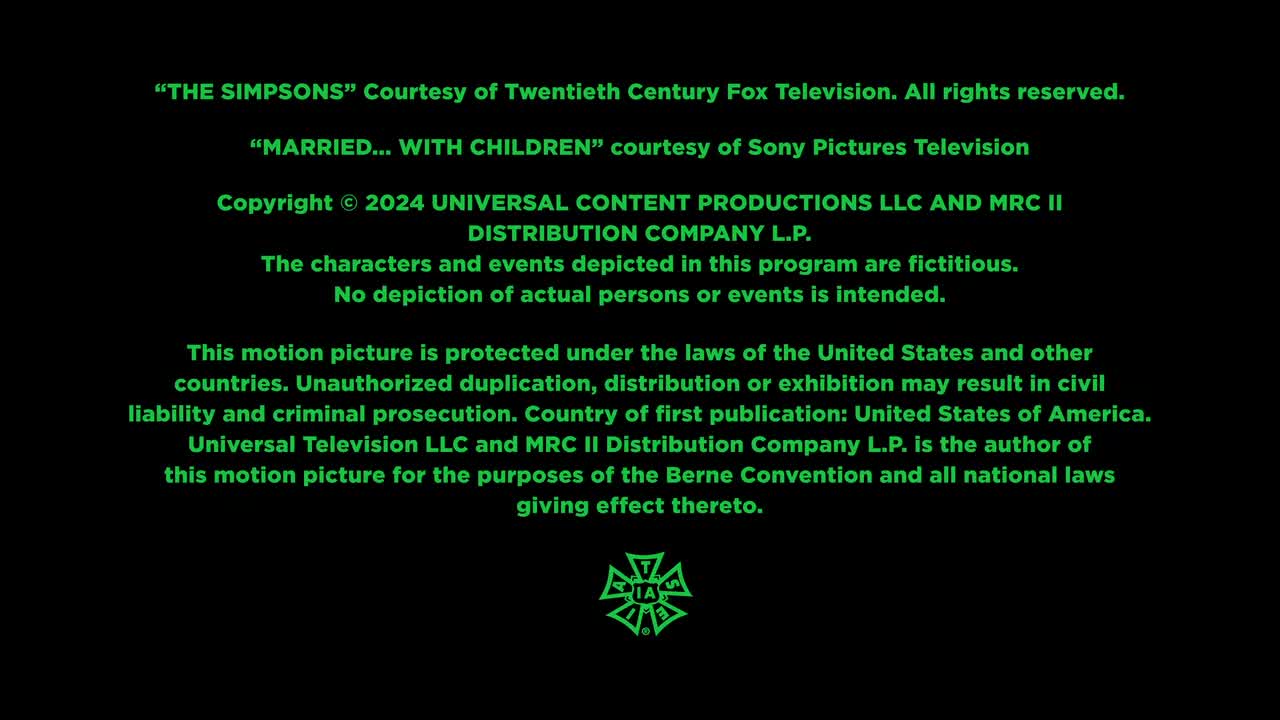 “THE SIMPSONS” Courtesy of Twentieth Century Fox Television. All rights reserved.
“MARRIED... WITH CHILDREN” courtesy of Sony Pictures Television
Copyright © 2024 UNIVERSAL CONTENT PRODUCTIONS LLC AND MRC II
DISTRIBUTION COMPANY L.P.
The characters and events depicted in this program are fictitious.
No depiction of actual persons or events is intended.
This motion picture is protected under the laws of the United States and other
countries. Unauthorized duplication, distribution or exhibition may result in civil
liability and criminal prosecution. Country of first publication: United States of America.
Universal Television LLC and MRC II Distribution Company L.P. is the author of
this motion picture for the purposes of the Berne Convention and all national laws
giving effect thereto.
I A T S E
IA
®